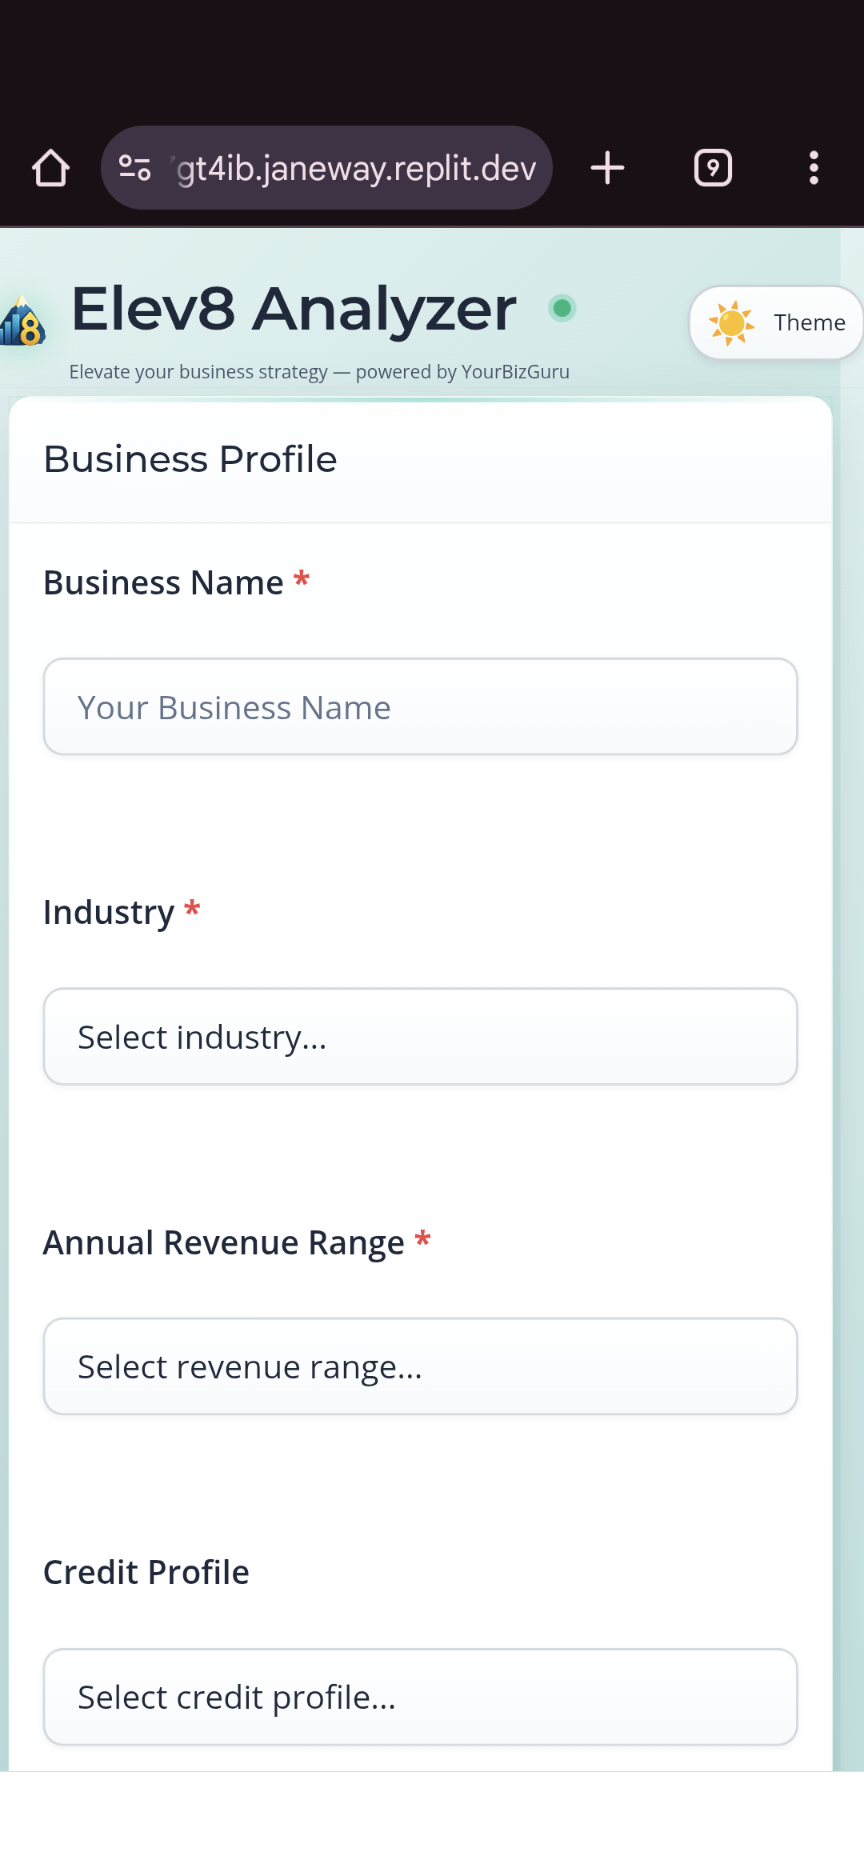 gt4ib.janeway.replit.dev
9
8
Elev8 Analyzer
Theme
Elevate your business strategy — powered by YourBizGuru
Business Profile
Business Name *
Your Business Name
Industry *
Select industry...
Annual Revenue Range *
Select revenue range...
Credit Profile
Select credit profile...